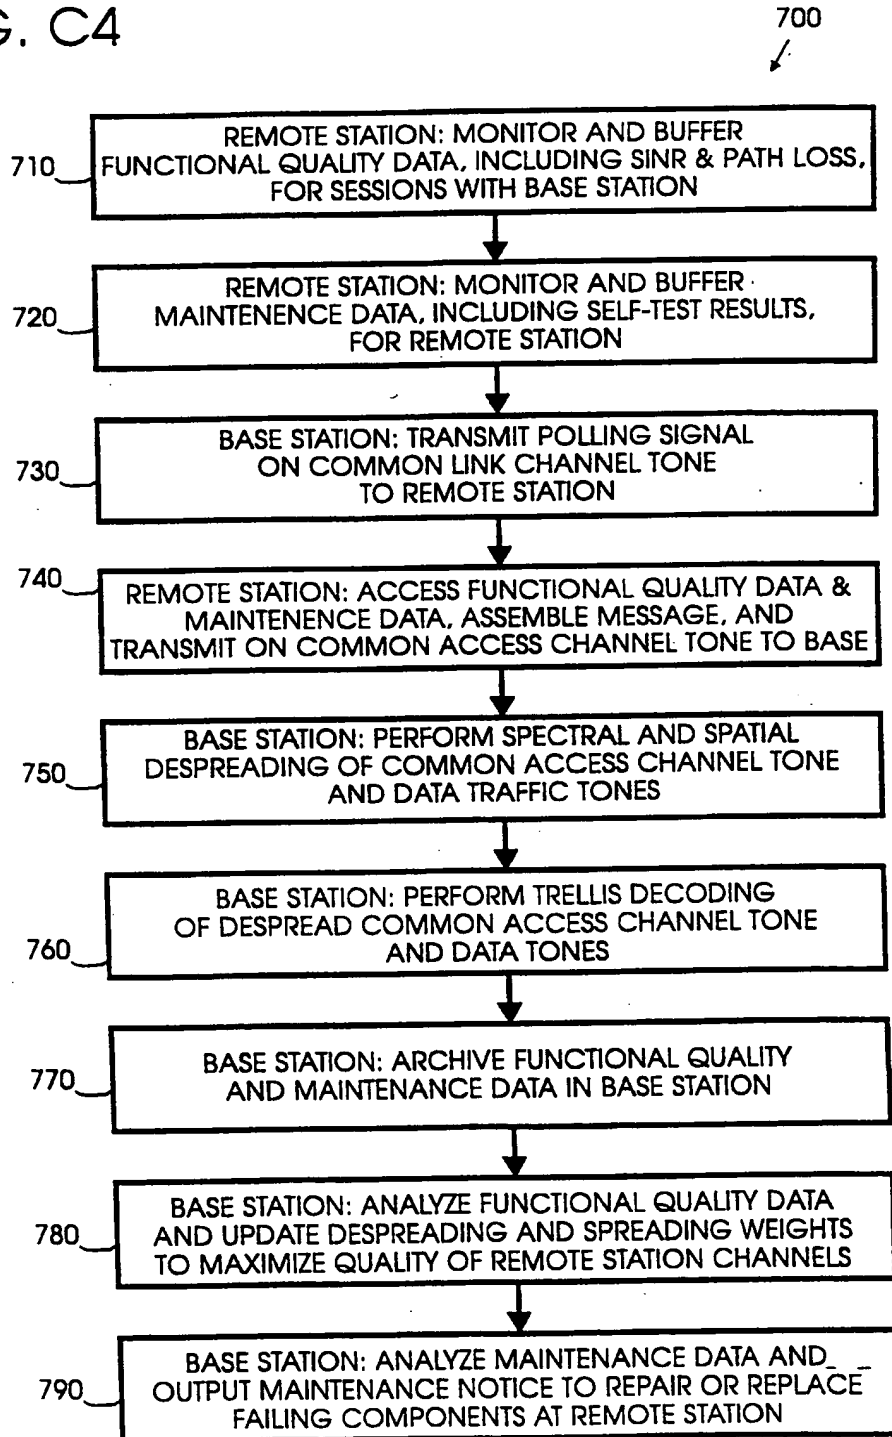 G. C4
700
710
REMOTE STATION: MONITOR AND BUFFER
FUNCTIONAL QUALITY DATA, INCLUDING SINR & PATH LOSS,
FOR SESSIONS WITH BASE STATION
720
REMOTE STATION: MONITOR AND BUFFER
MAINTENENCE DATA, INCLUDING SELF-TEST RESULTS,
FOR REMOTE STATION
730
BASE STATION: TRANSMIT POLLING SIGNAL
ON COMMON LINK CHANNEL TONE
TO REMOTE STATION
740
REMOTE STATION: ACCESS FUNCTIONAL QUALITY DATA &
MAINTENENCE DATA, ASSEMBLE MESSAGE, AND
TRANSMIT ON COMMON ACCESS CHANNEL TONE TO BASE
750
BASE STATION: PERFORM SPECTRAL AND SPATIAL
DESPREADING OF COMMON ACCESS CHANNEL TONE
AND DATA TRAFFIC TONES
760
BASE STATION: PERFORM TRELLIS DECODING
OF DESPREAD COMMON ACCESS CHANNEL TONE
AND DATA TONES
770
BASE STATION: ARCHIVE FUNCTIONAL QUALITY
AND MAINTENANCE DATA IN BASE STATION
780
BASE STATION: ANALYZE FUNCTIONAL QUALITY DATA
AND UPDATE DESPREADING AND SPREADING WEIGHTS
TO MAXIMIZE QUALITY OF REMOTE STATION CHANNELS
790
BASE STATION: ANALYZE MAINTENANCE DATA AND
OUTPUT MAINTENANCE NOTICE TO REPAIR OR REPLACE
FAILING COMPONENTS AT REMOTE STATION